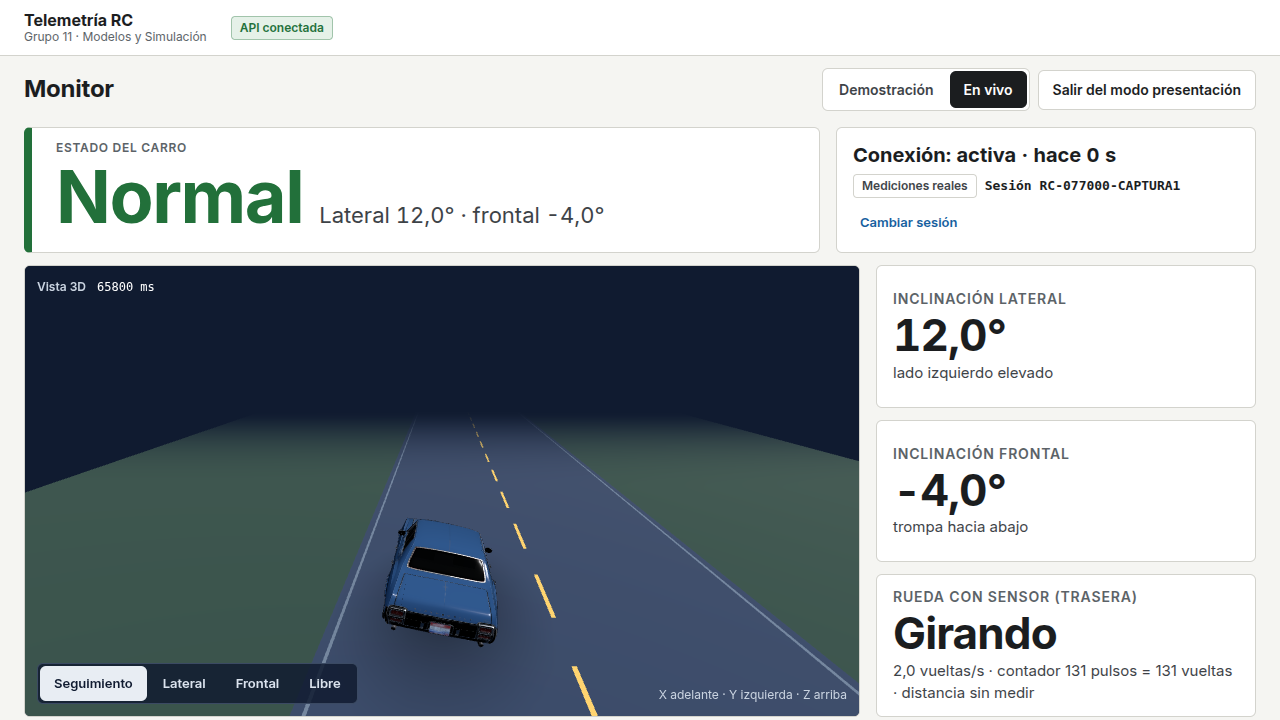 Telemetría RC
Grupo 11 · Modelos y Simulación
API conectada
Monitor
Demostración
En vivo
Salir del modo presentación
ESTADO DEL CARRO
Normal
Lateral 12,0° · frontal -4,0°
Conexión: activa · hace 0 s
Mediciones reales
Sesión RC-077000-CAPTURA1
Cambiar sesión
Vista 3D
65800 ms
Seguimiento
Lateral
Frontal
Libre
X adelante · Y izquierda · Z arriba
INCLINACIÓN LATERAL
12,0°
lado izquierdo elevado
INCLINACIÓN FRONTAL
-4,0°
trompa hacia abajo
RUEDA CON SENSOR (TRASERA)
Girando
2,0 vueltas/s · contador 131 pulsos = 131 vueltas
· distancia sin medir